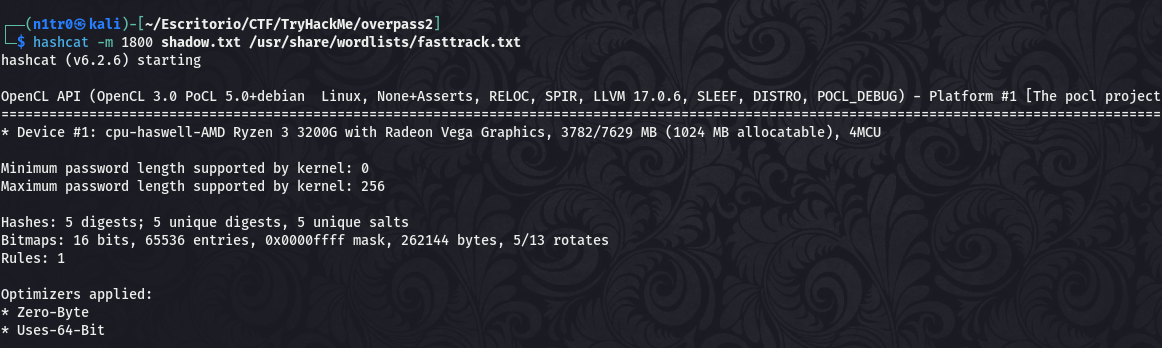 ┌──(n1tr0㉿kali)-[~/Escritorio/CTF/TryHackMe/overpass2]
└─$ hashcat -m 1800 shadow.txt /usr/share/wordlists/fasttrack.txt
hashcat (v6.2.6) starting
OpenCL API (OpenCL 3.0 PoCL 5.0+debian  Linux, None+Asserts, RELOC, SPIR, LLVM 17.0.6, SLEEF, DISTRO, POCL_DEBUG) - Platform #1 [The pocl project
==================================================================================================================================================
* Device #1: cpu-haswell-AMD Ryzen 3 3200G with Radeon Vega Graphics, 3782/7629 MB (1024 MB allocatable), 4MCU
Minimum password length supported by kernel: 0
Maximum password length supported by kernel: 256
Hashes: 5 digests; 5 unique digests, 5 unique salts
Bitmaps: 16 bits, 65536 entries, 0x0000ffff mask, 262144 bytes, 5/13 rotates
Rules: 1
Optimizers applied:
* Zero-Byte
* Uses-64-Bit